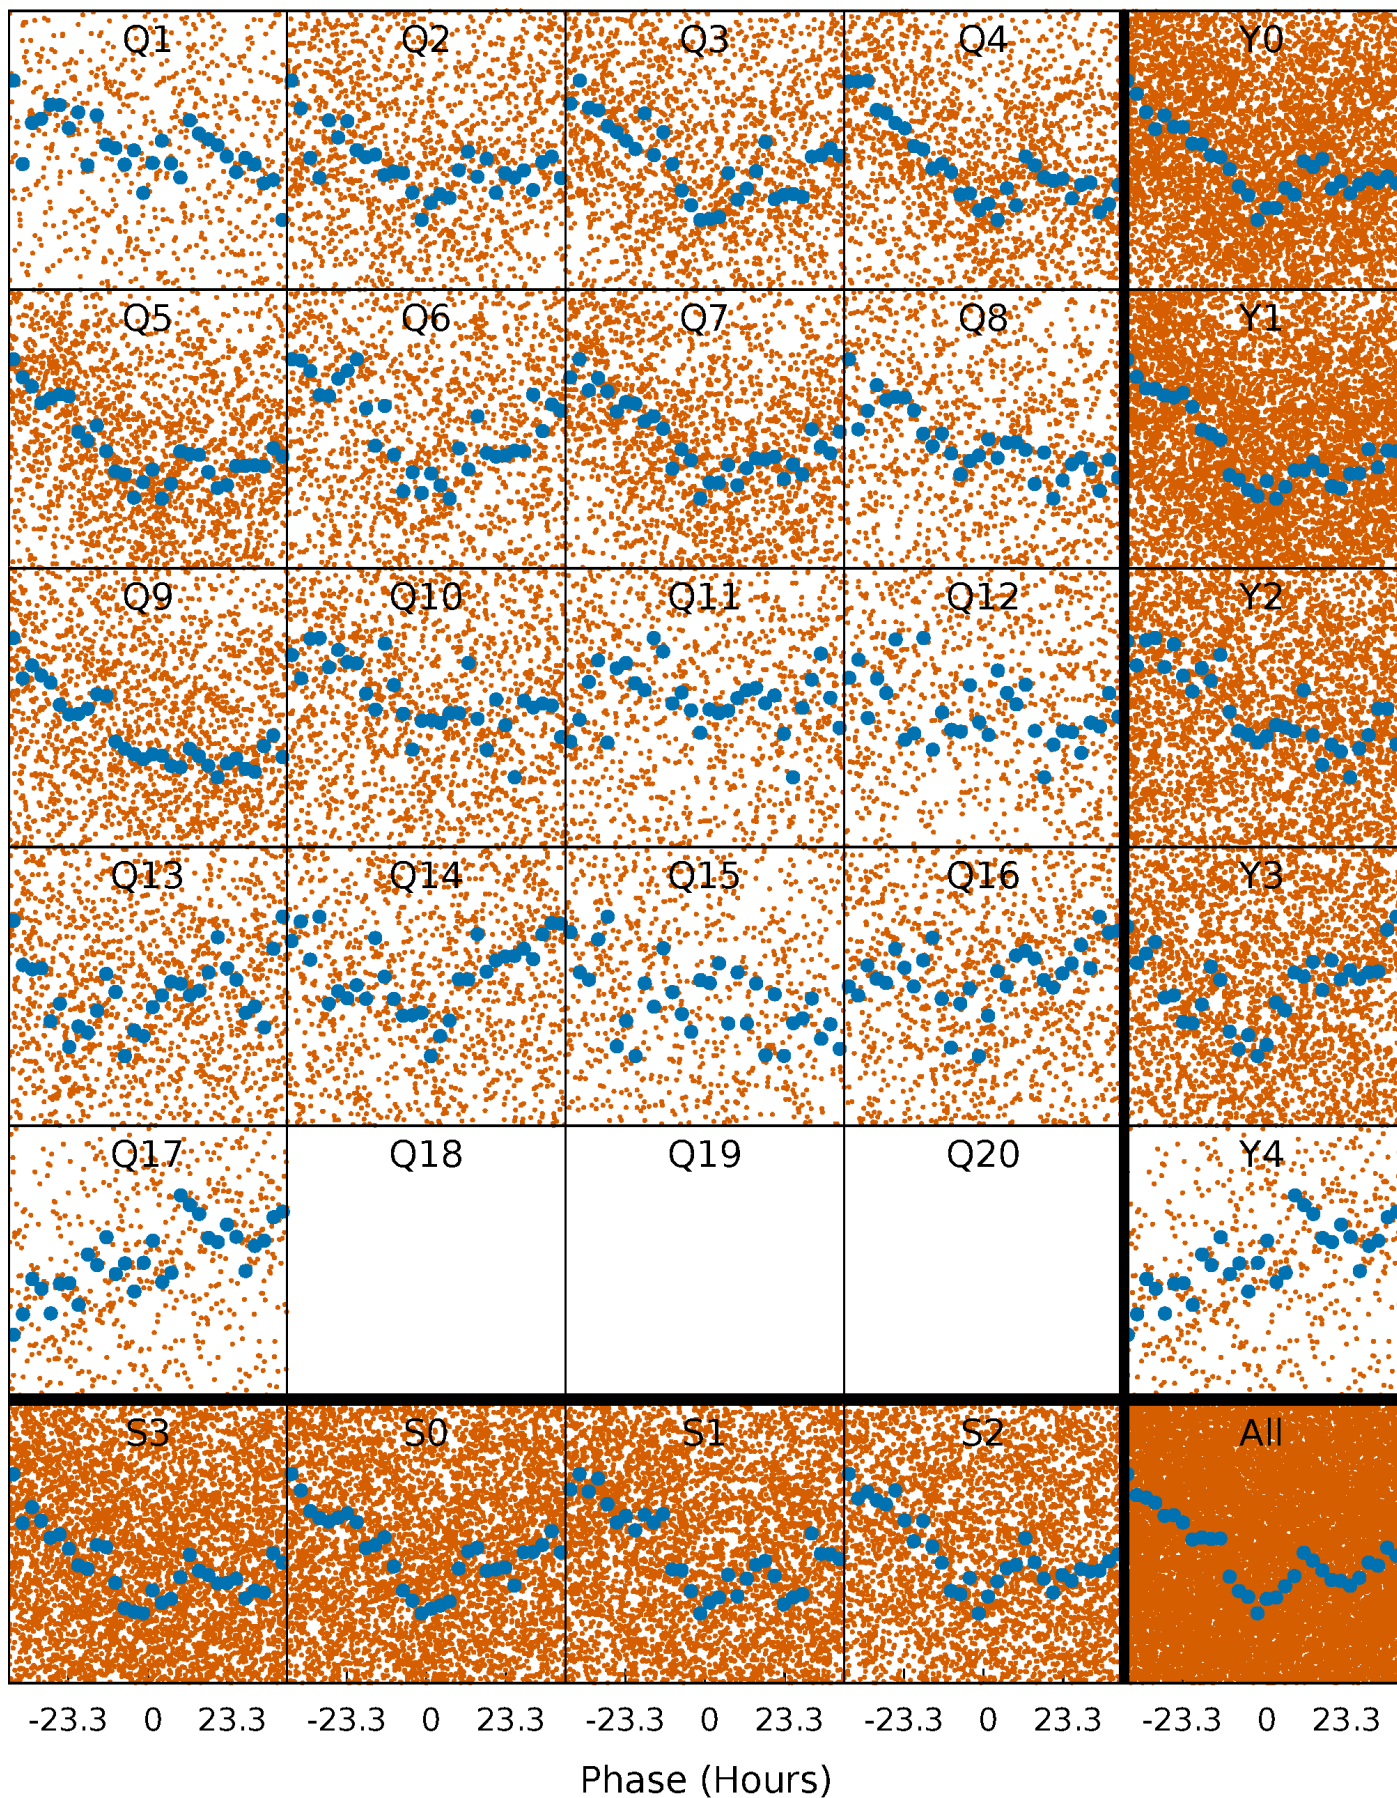 Q1 Q2 Q3 Q4 Y0
Q5 Q6 Q7 Q8 Y1
Q9 Q10 Q11 Q12 Y2
Q13 Q14 Q15 Q16 Y3
Q17 Q18 Q19 Q20 Y4
S3 S0 S1 S2 All
-23.3 0 23.3 -23.3 0 23.3 -23.3 0 23.3 -23.3 0 23.3 -23.3 0 23.3
Phase (Hours)